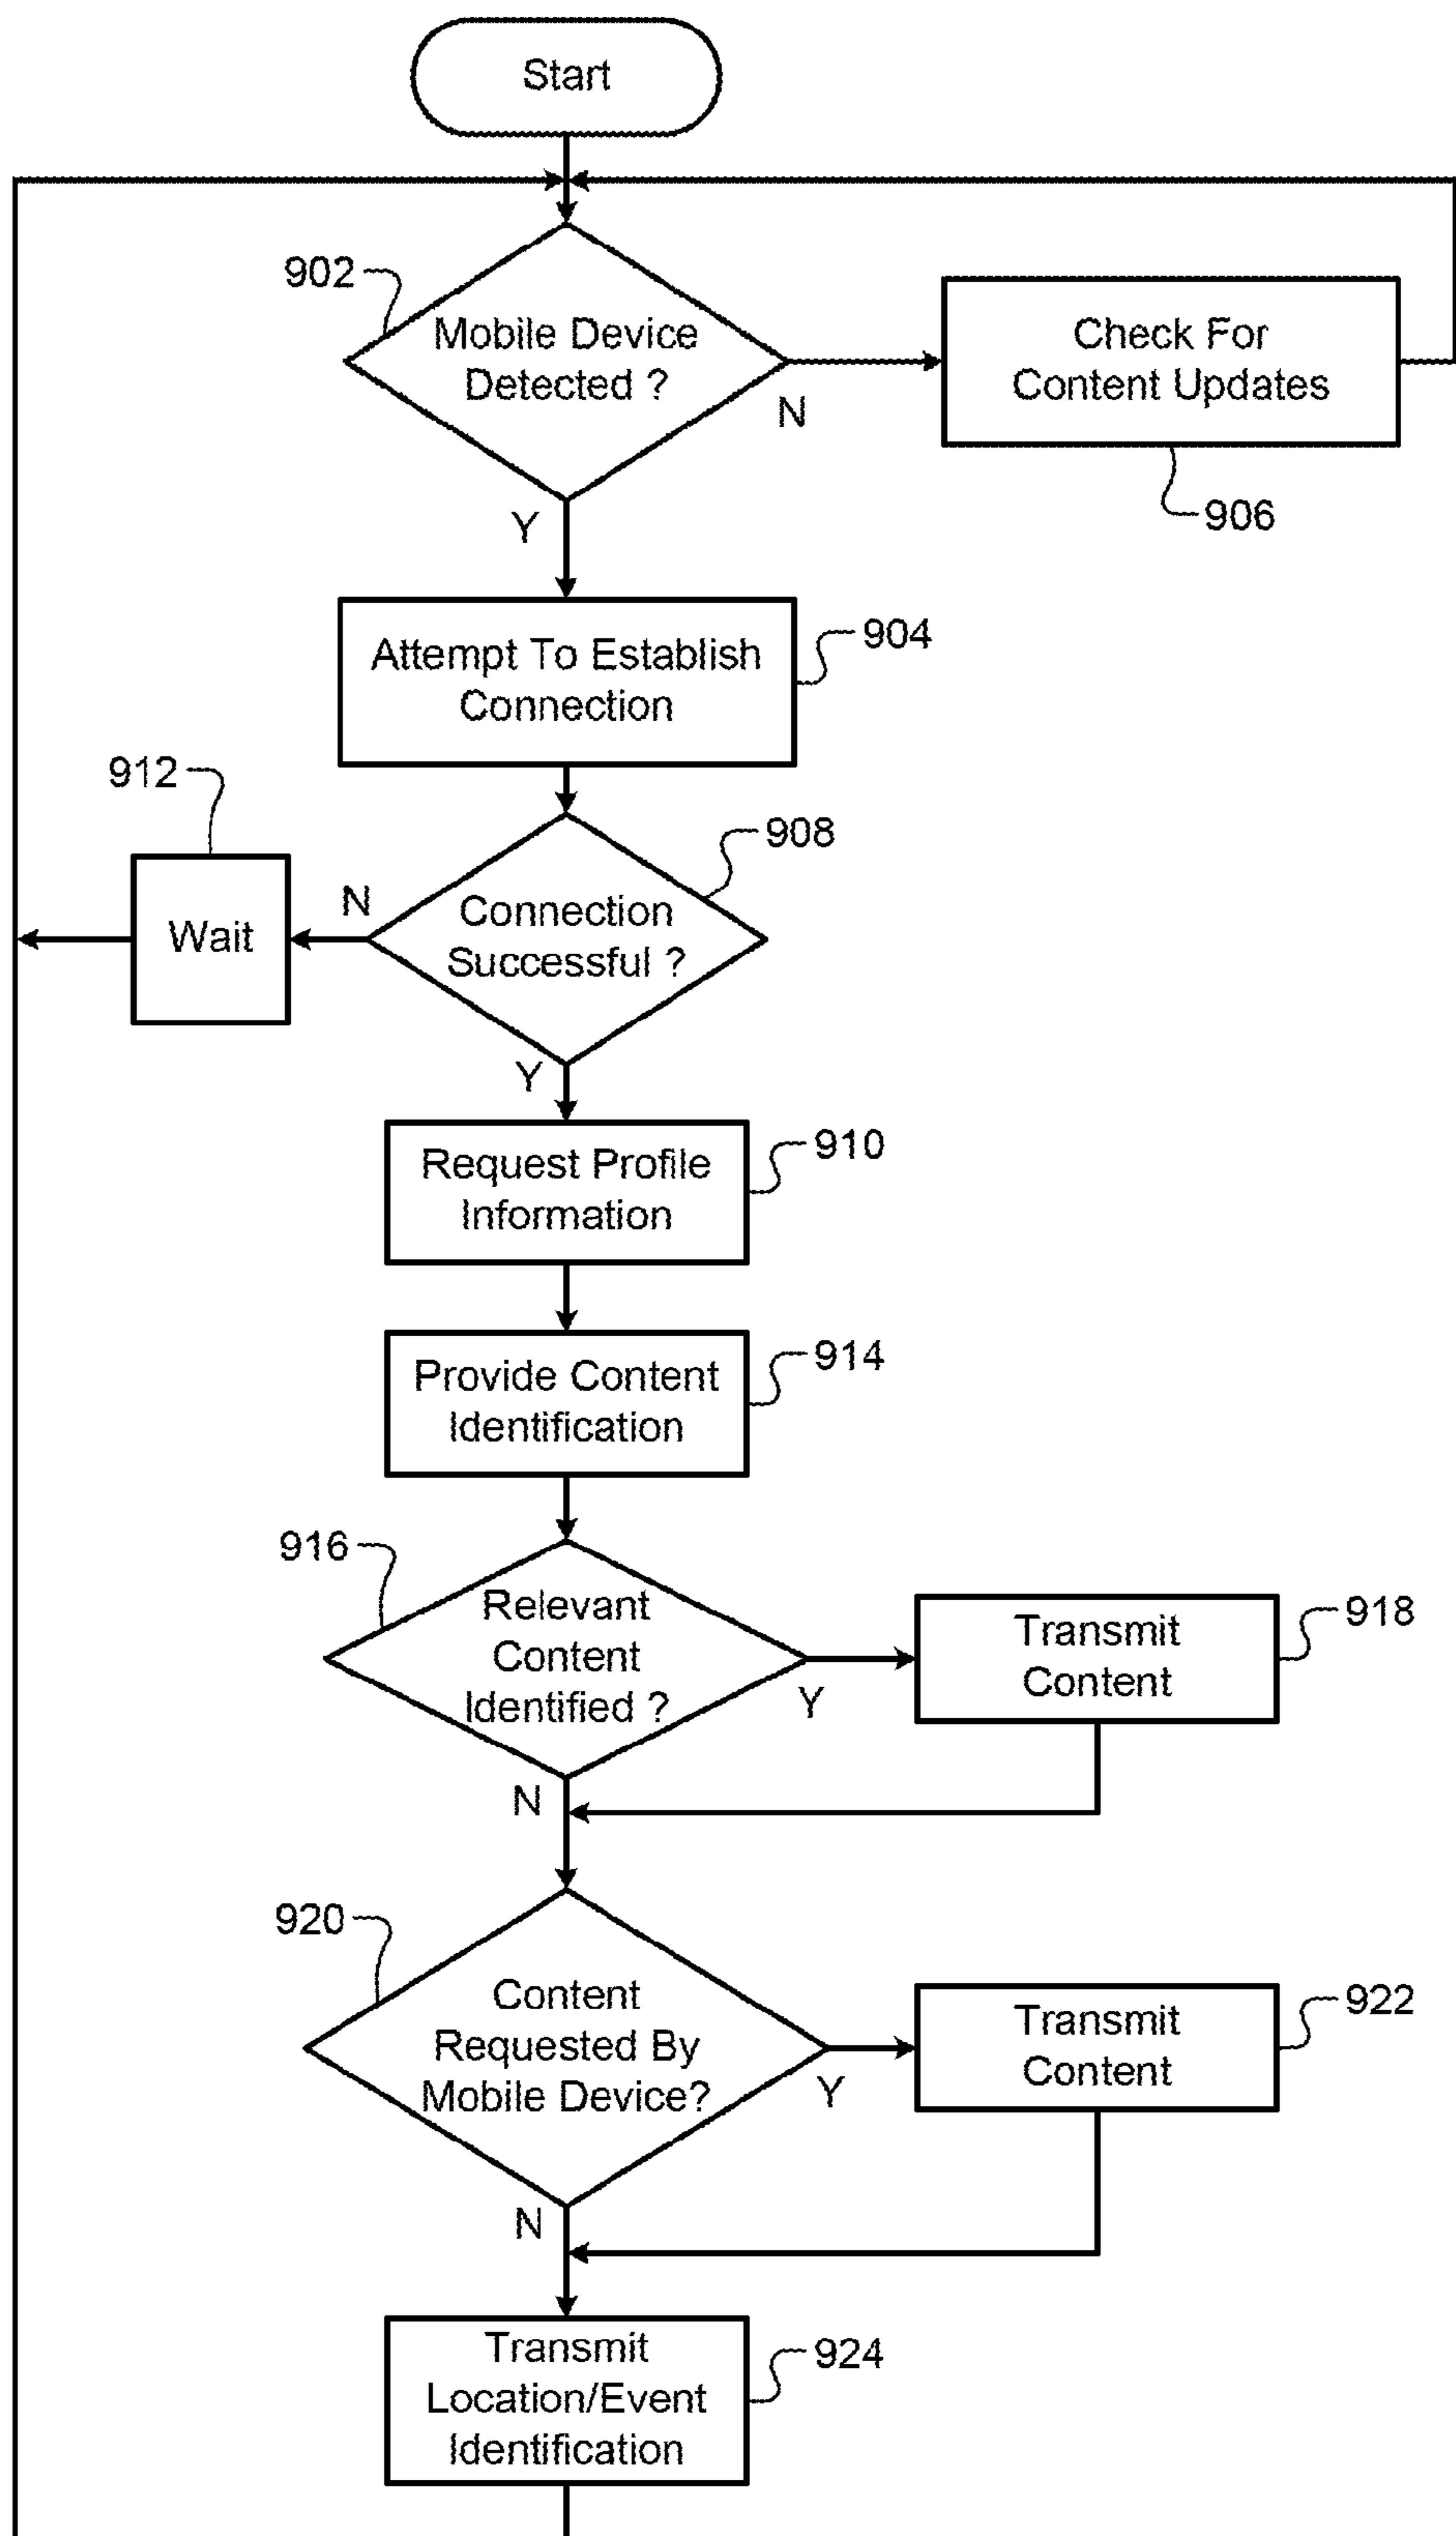 Start
902
Mobile Device
Detected ?
N
Check For
Content Updates
906
Y
Attempt To Establish
Connection
904
912
Wait
N
908
Connection
Successful ?
Y
Request Profile
Information
910
Provide Content
Identification
914
916
Relevant
Content
Identified ?
Y
Transmit
Content
918
N
920
Content
Requested By
Mobile Device?
Y
Transmit
Content
922
N
Transmit
Location/Event
Identification
924